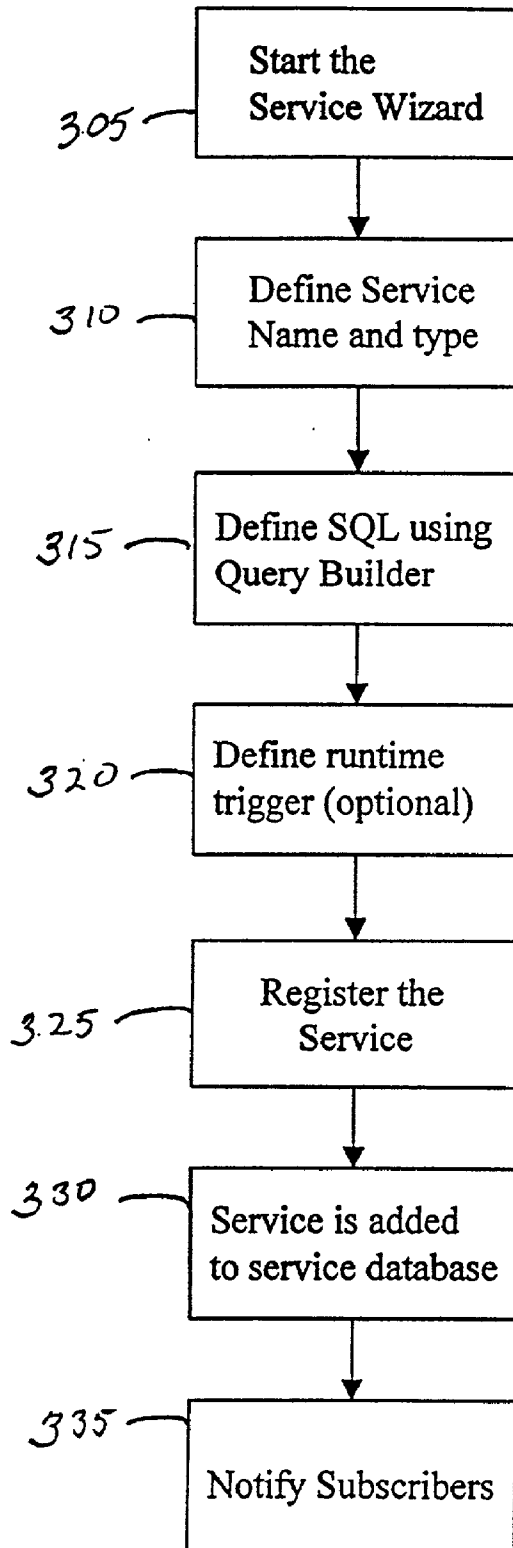 Start the
Service Wizard
305
Define Service
Name and type
310
Define SQL using
Query Builder
315
Define runtime
trigger (optional)
320
Register the
Service
325
Service is added
to service database
330
Notify Subscribers
335